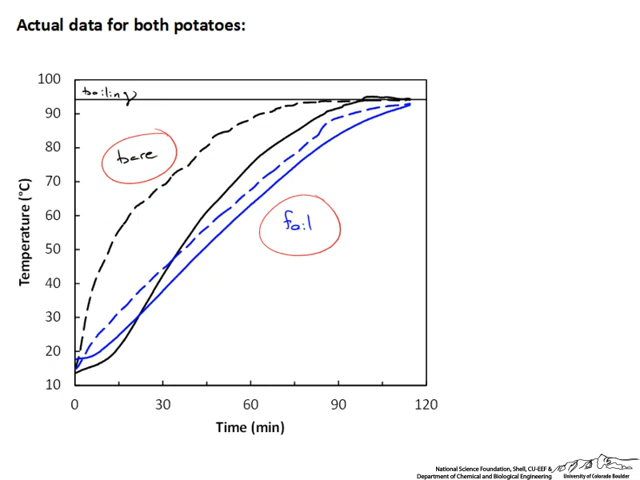 Actual data for both potatoes:
100
boiling
90
bare
80
70
60
foil
50
40
30
20
10
Temperature (°C)
0
30
60
90
120
Time (min)
National Science Foundation, Shell, CU-EEF &
Department of Chemical and Biological Engineering
University of Colorado Boulder